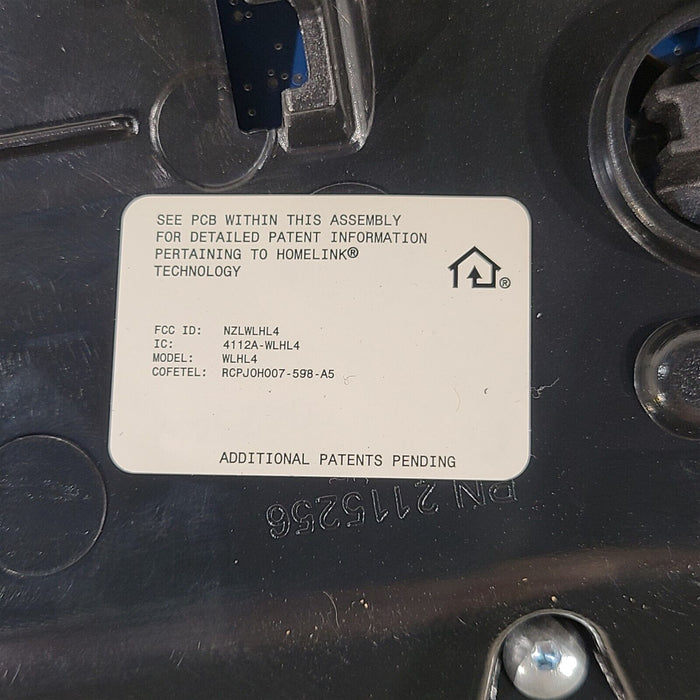 SEE PCB WITHIN THIS ASSEMBLY
FOR DETAILED PATENT INFORMATION
PERTAINING TO HOMELINK®
TECHNOLOGY
®
FCC ID: NZLWLHL4
IC: 4112A-WLHL4
MODEL: WLHL4
COFETEL: RCPJOHO07-598-A5
ADDITIONAL PATENTS PENDING
PN 2115256